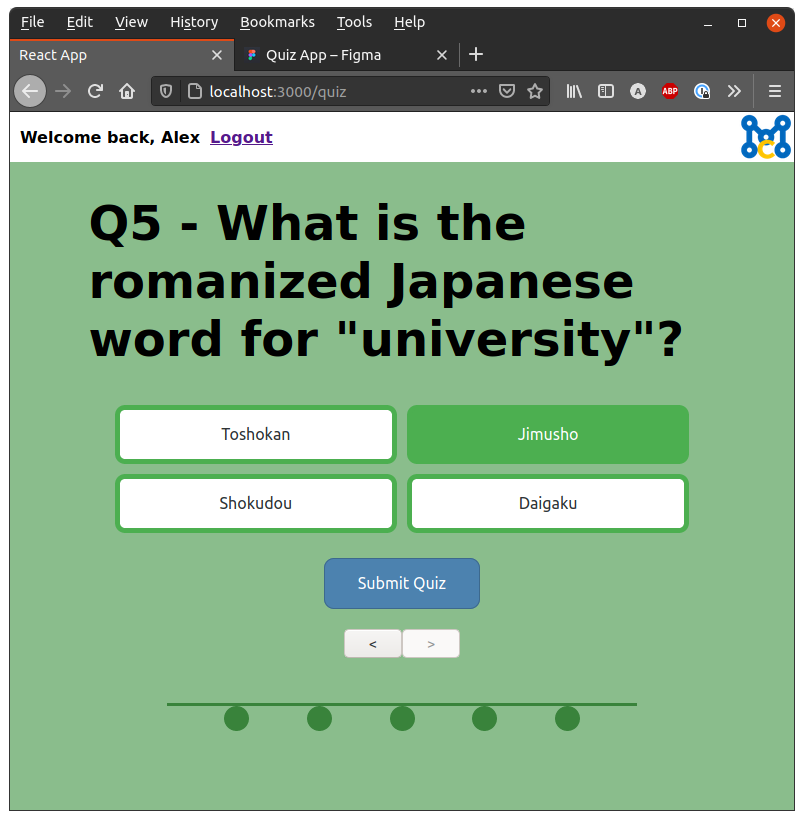 File Edit View History Bookmarks Tools Help
React App Quiz App – Figma
localhost:3000/quiz
A ABP
Welcome back, Alex Logout
Q5 - What is the
romanized Japanese
word for "university"?
Toshokan Jimusho
Shokudou Daigaku
Submit Quiz
< >